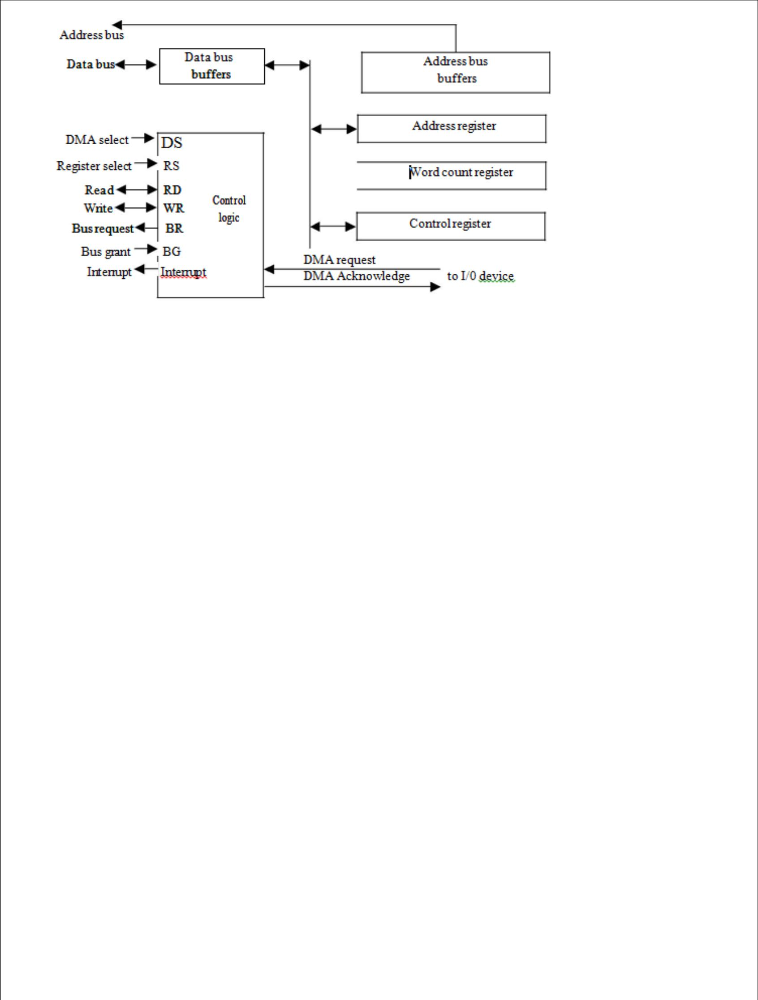 Address bus
Data bus
Data bus
buffers
Address bus
buffers
Address register
DMA select
DS
Register select
RS
Word count register
Read
RD
Write
WR
Control
logic
Bus request
BR
Control register
Bus grant
BG
DMA request
Interrupt
Interrupt
DMA Acknowledge
to I/0 device